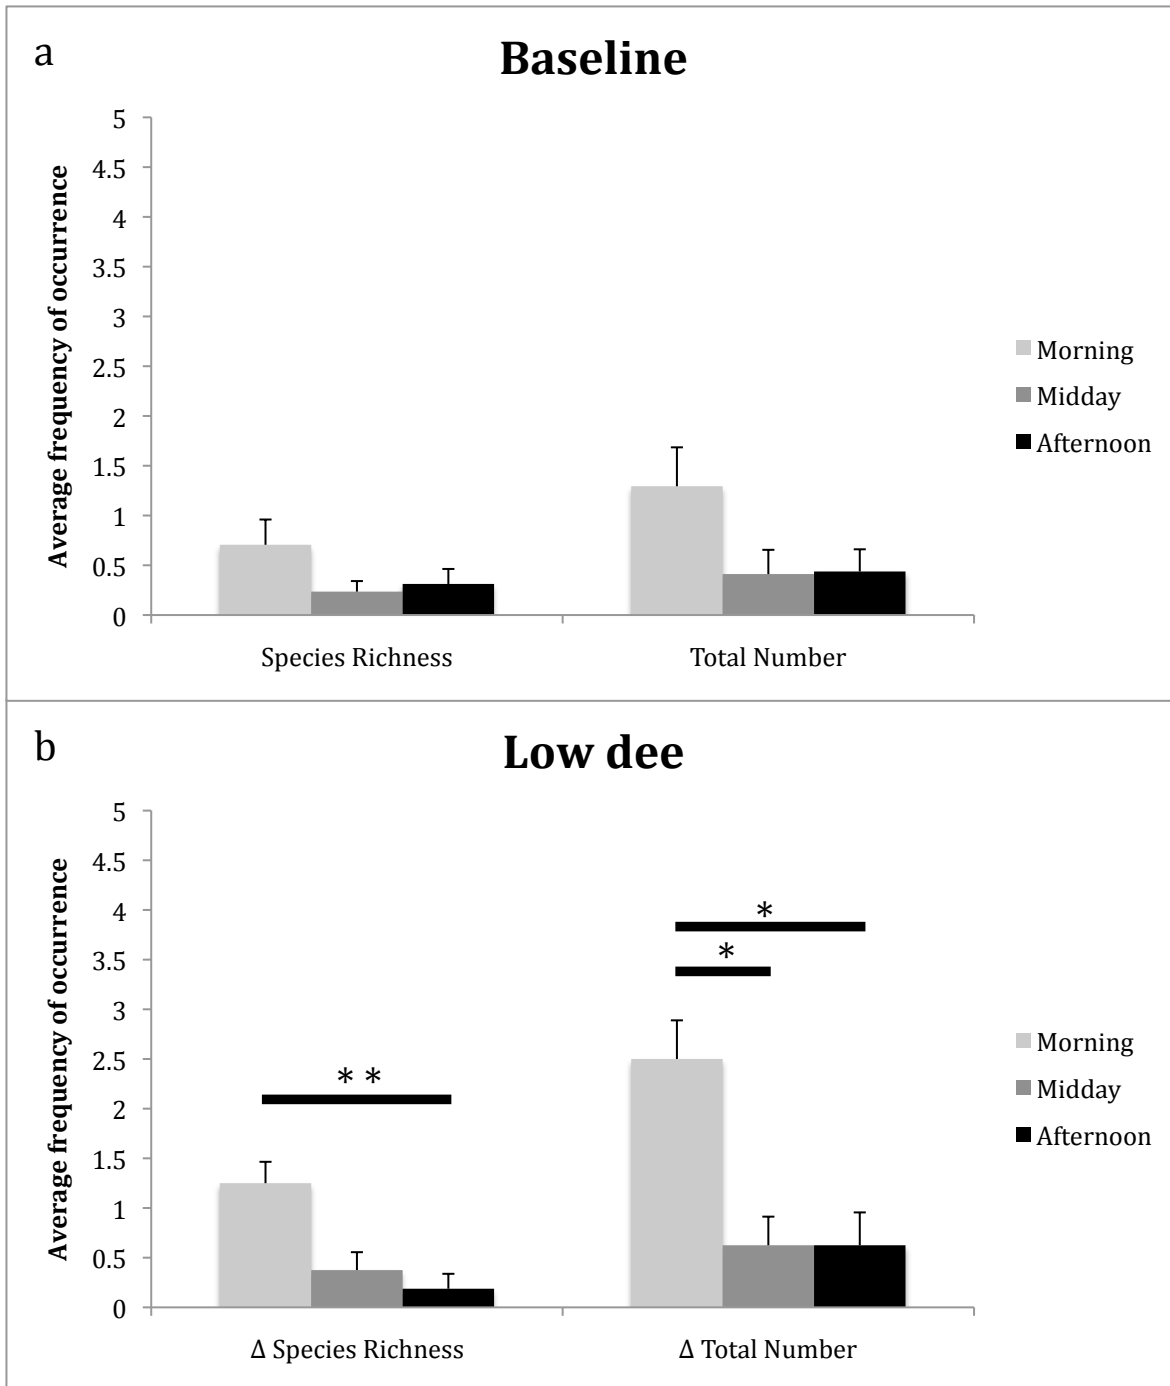 a
Baseline
Average frequency of occurrence
5
4.5
4
3.5
3
2.5
2
1.5
1
0.5
0
Species Richness
Total Number
Morning
Midday
Afternoon
b
Low dee
Average frequency of occurrence
5
4.5
4
3.5
3
2.5
2
1.5
1
0.5
0
* *
*
*
Δ Species Richness
Δ Total Number
Morning
Midday
Afternoon